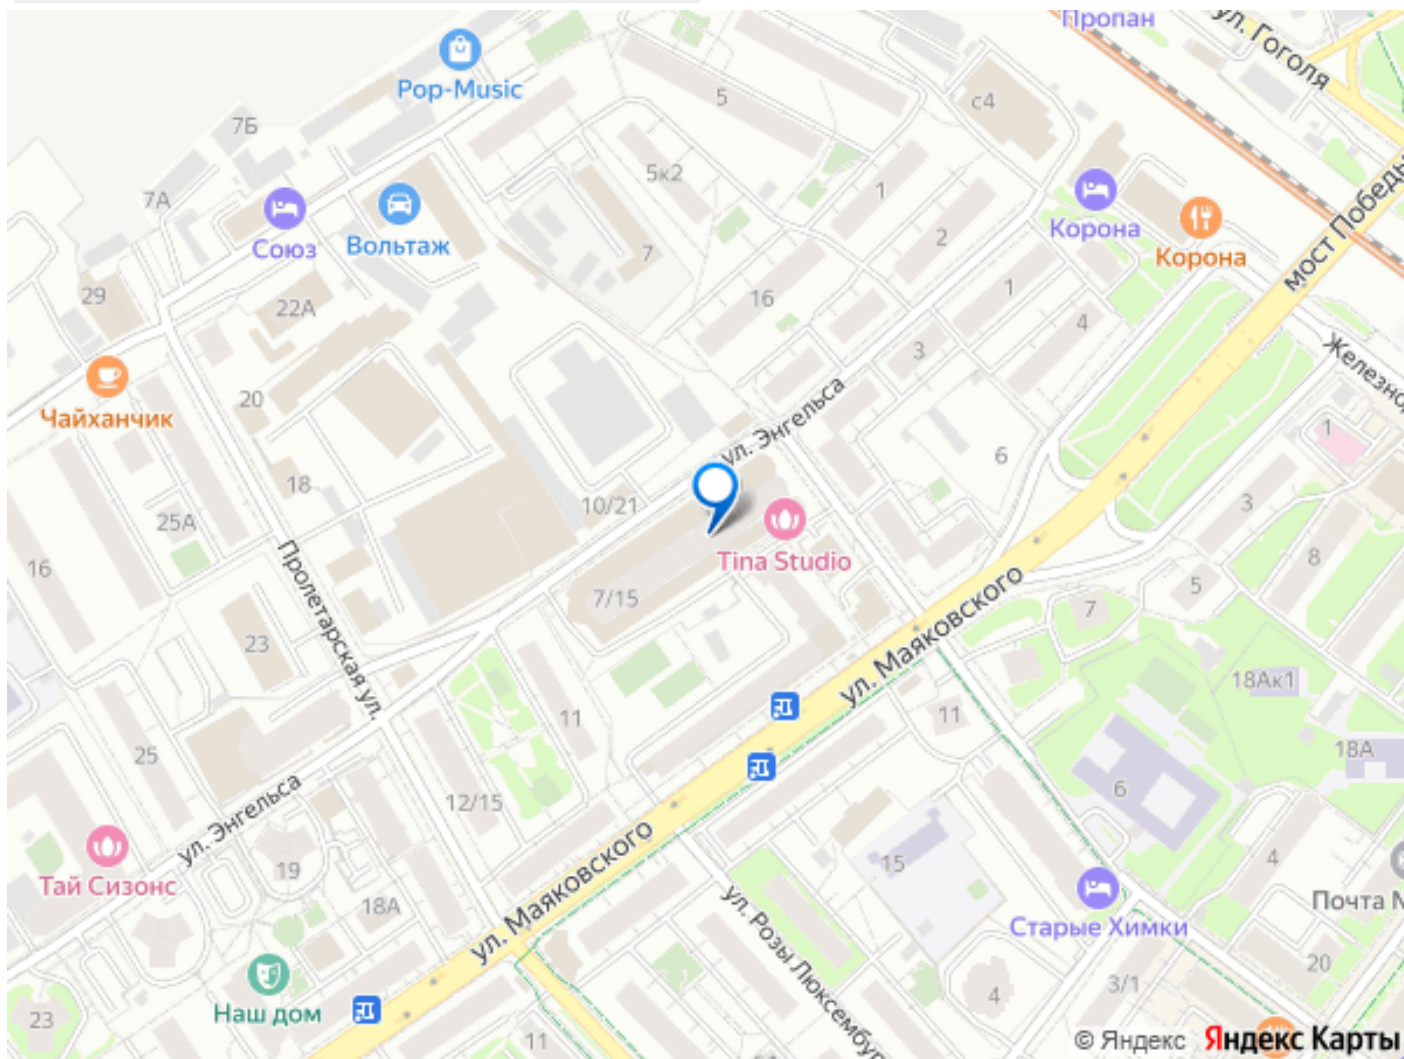 Пропан
ул. Гоголя
Pop-Music
7Б
5
с4
5к2
7А
1
Корона
Союз
Вольтаж
2
Корона
мост Победы
7
29
22А
16
1
4
3
Чайханчик
20
ул. Энгельса
1
6
18
10/21
3
25А
Tina Studio
16
8
Пролетарская ул.
7/15
5
7
23
ул. Маяковского
18Ак1
11
11
25
18А
6
12/15
ул. Энгельса
ул. Маяковского
15
4
19
Тай Сизонс
18А
ул. Розы Люксембур
Почта
Старые Химки
20
Наш дом
3/1
4
23
11
© Яндекс Яндекс Карты